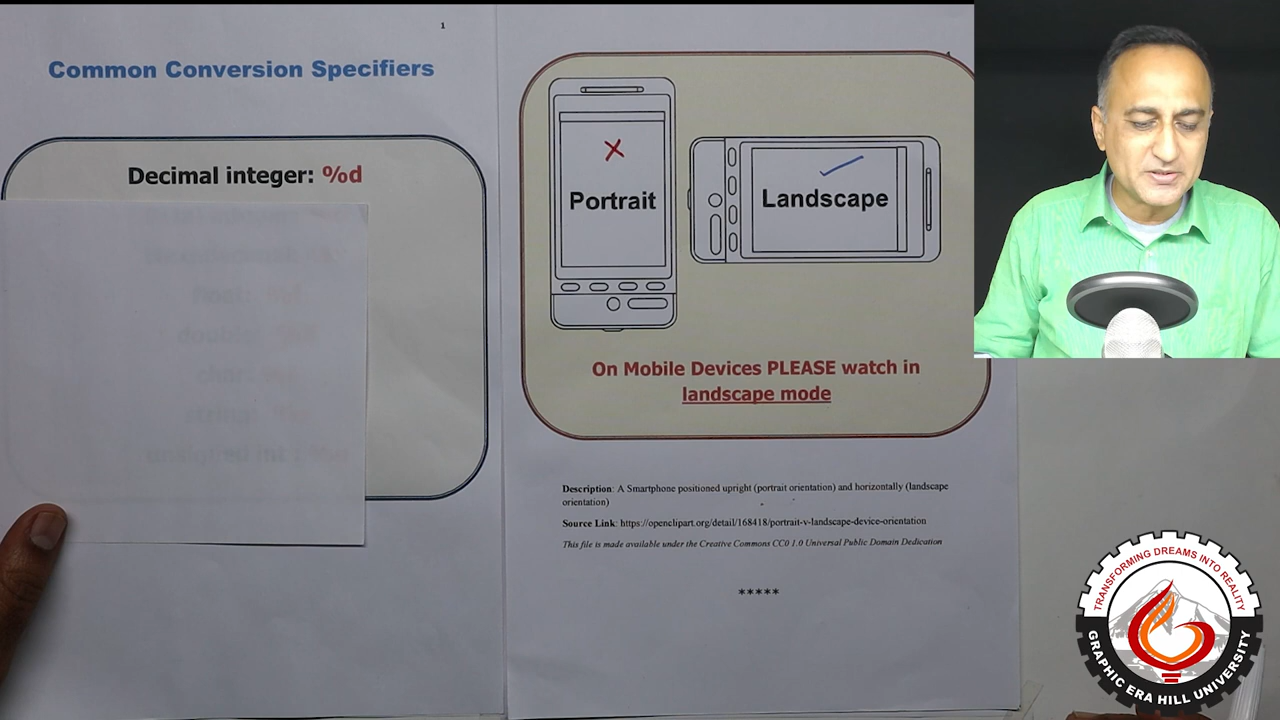 1
Common Conversion Specifiers
Decimal integer: %d
Portrait
Landscape
On Mobile Devices PLEASE watch in
landscape mode
Description: A Smartphone positioned upright (portrait orientation) and horizontally (landscape
orientation)
Source Link: https://openclipart.org/detail/168418/portrait-v-landscape-device-orientation
This file is made available under the Creative Commons CC0 1.0 Universal Public Domain Dedication
*****
TRANSFORMING DREAMS INTO REALITY
GRAPHIC ERA HILL UNIVERSITY